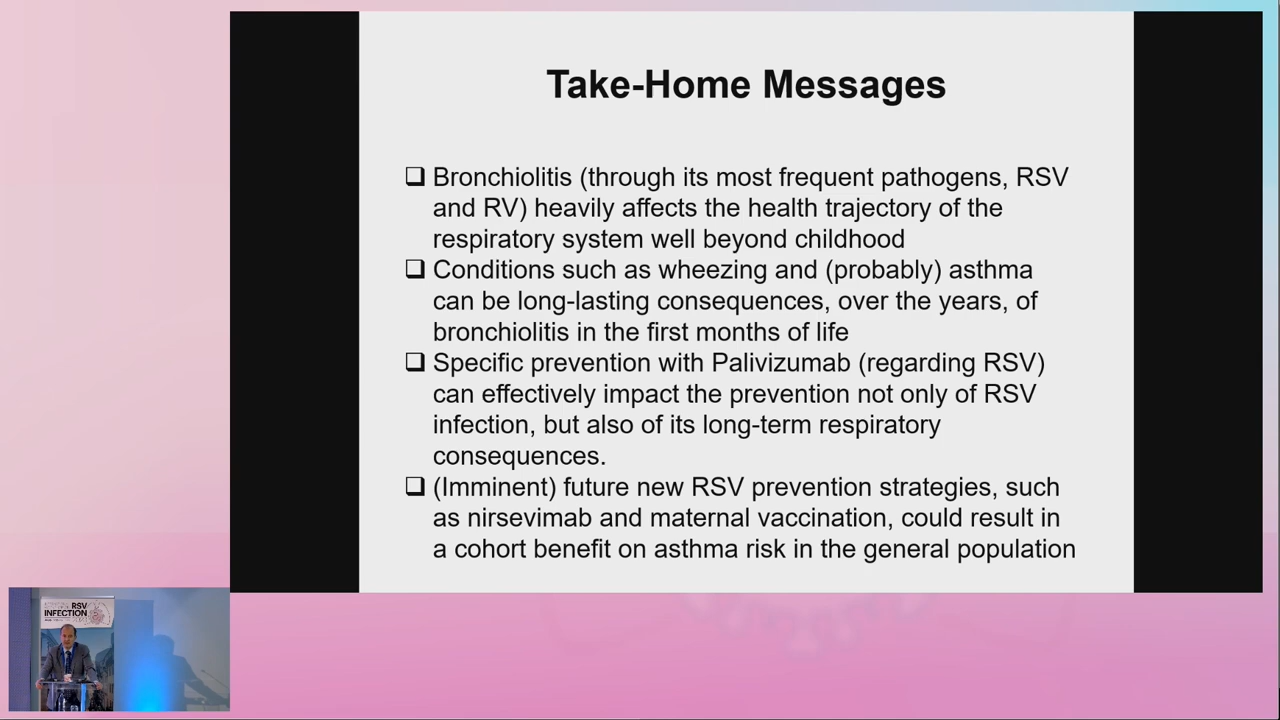 Take-Home Messages
❑ Bronchiolitis (through its most frequent pathogens, RSV
and RV) heavily affects the health trajectory of the
respiratory system well beyond childhood
❑ Conditions such as wheezing and (probably) asthma
can be long-lasting consequences, over the years, of
bronchiolitis in the first months of life
❑ Specific prevention with Palivizumab (regarding RSV)
can effectively impact the prevention not only of RSV
infection, but also of its long-term respiratory
consequences.
❑ (Imminent) future new RSV prevention strategies, such
as nirsevimab and maternal vaccination, could result in
a cohort benefit on asthma risk in the general population
RSV
INFECTION